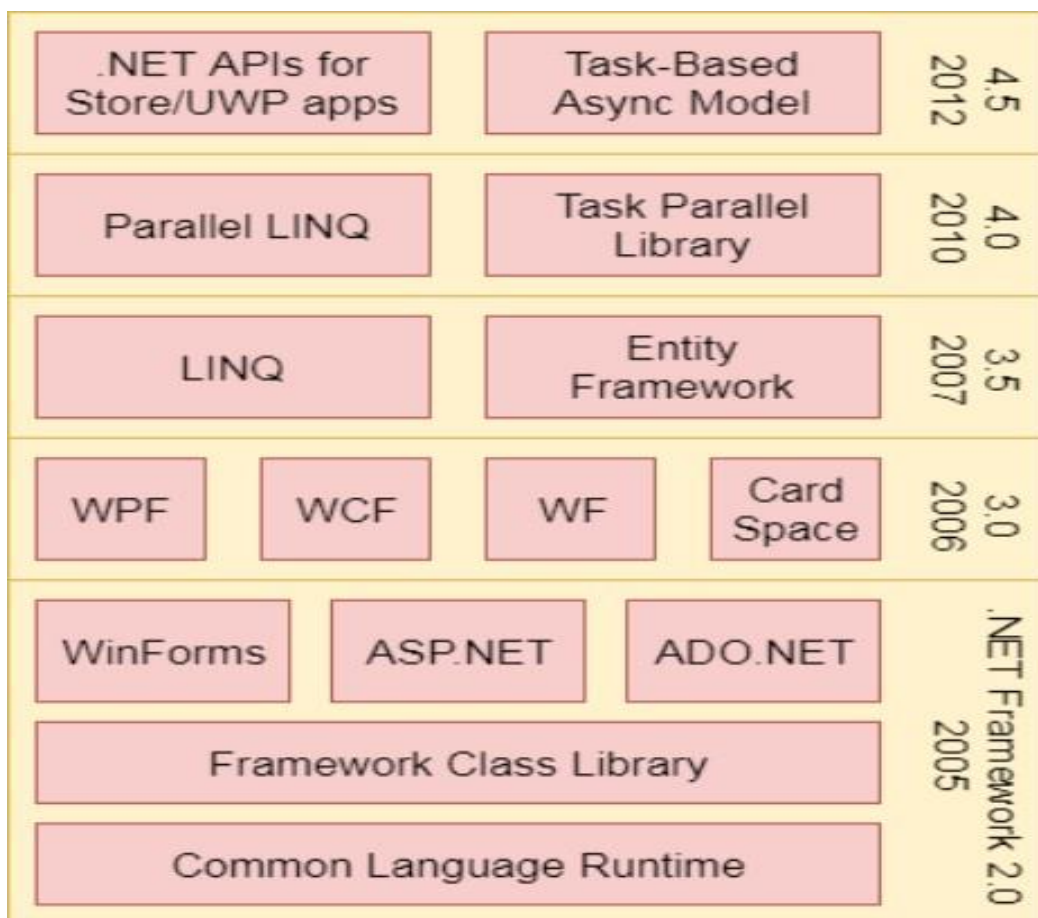 .NET APIs for
Store/UWP apps
Task-Based
Async Model
4.5
2012
Parallel LINQ
Task Parallel
Library
4.0
2010
LINQ
Entity
Framework
3.5
2007
WPF
WCF
WF
Card
Space
3.0
2006
WinForms
ASP.NET
ADO.NET
Framework Class Library
Common Language Runtime
.NET Framework 2.0
2005